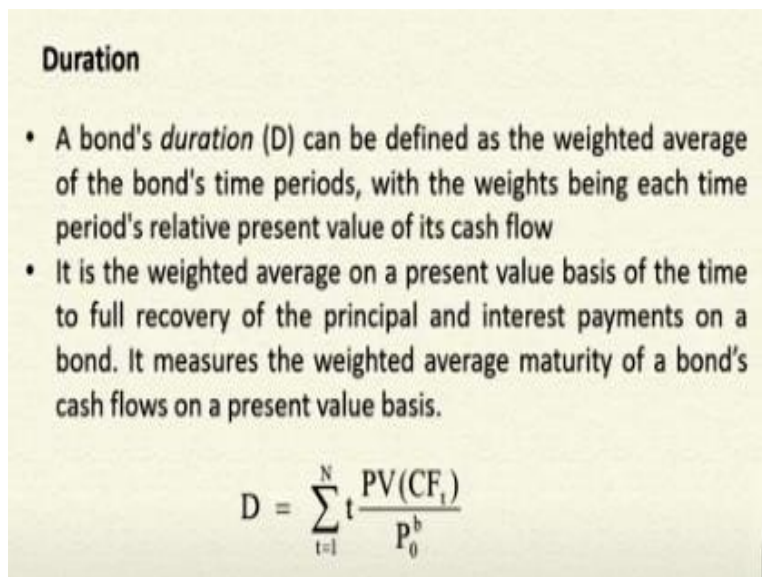 Duration
• A bond's duration (D) can be defined as the weighted average
of the bond's time periods, with the weights being each time
period's relative present value of its cash flow
• It is the weighted average on a present value basis of the time
to full recovery of the principal and interest payments on a
bond. It measures the weighted average maturity of a bond's
cash flows on a present value basis.
D = ∑_{t=1}^{N} t PV(CF_t) / P_0^b